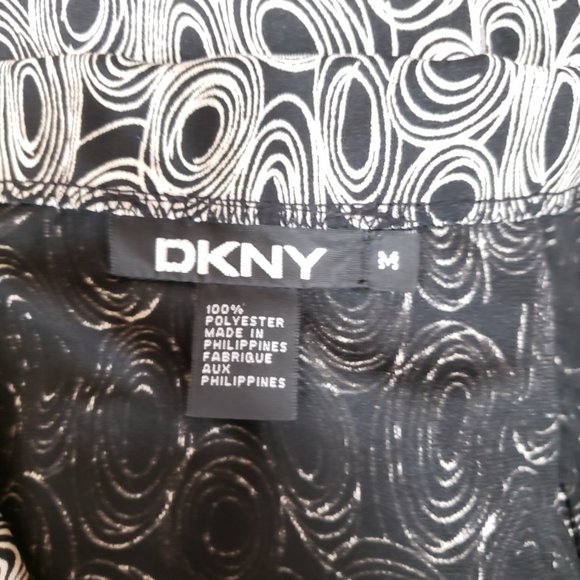 DKNY M
100%
POLYESTER
MADE IN
PHILIPPINES
FABRIQUE
AUX
PHILIPPINES